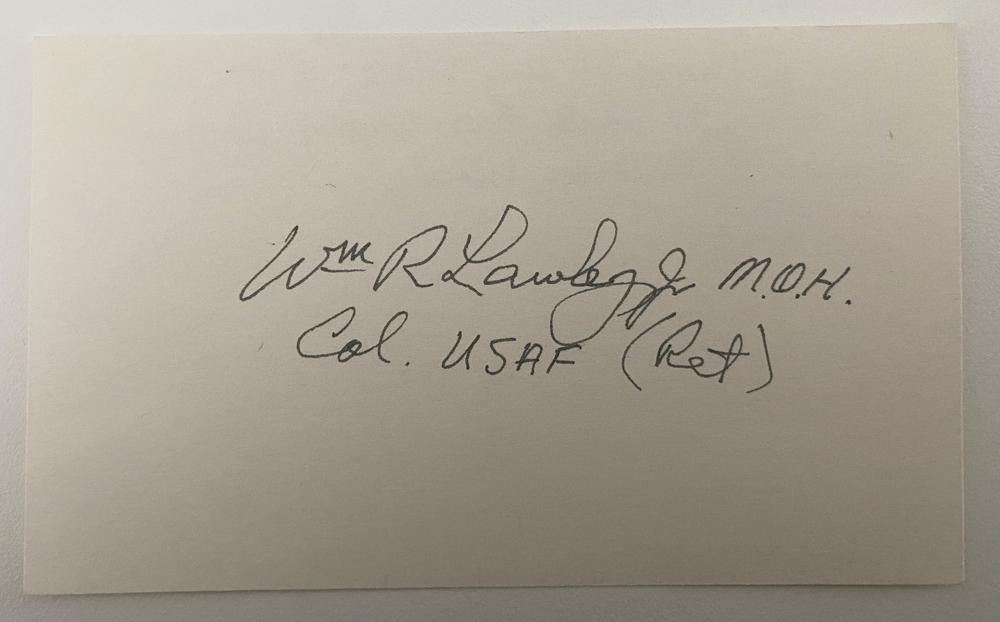 Wm R Lawley Jr M.O.H.
Col. USAF (Ret)